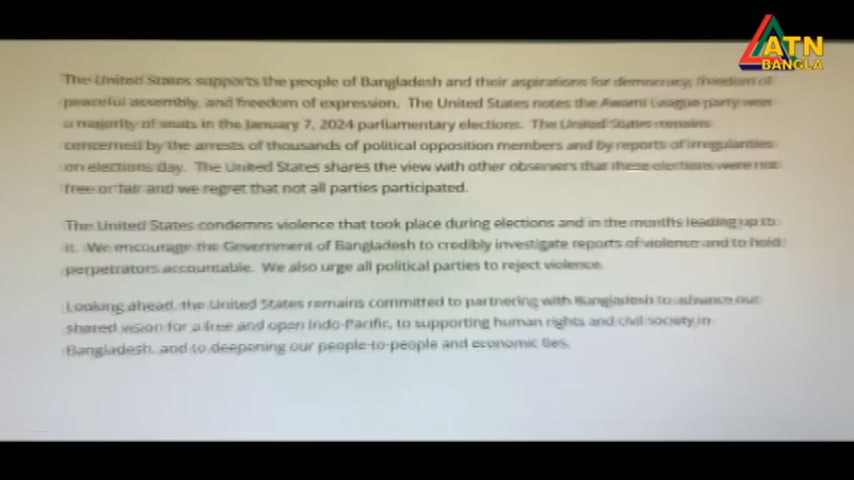 ATN
BANGLA
The United States supports the people of Bangladesh and their aspirations for democracy, freedom of
peaceful assembly, and freedom of expression. The United States notes the Awami League party won
a majority of seats in the January 7, 2024 parliamentary elections. The United States remains
concerned by the arrests of thousands of political opposition members and by reports of irregularities
on elections day. The United States shares the view with other observers that these elections were not
free or fair and we regret that not all parties participated.
The United States condemns violence that took place during elections and in the months leading up to
it. We encourage the Government of Bangladesh to credibly investigate reports of violence and to hold
perpetrators accountable. We also urge all political parties to reject violence.
Looking ahead, the United States remains committed to partnering with Bangladesh to advance our
shared vision for a free and open Indo-Pacific, to supporting human rights and civil society in
Bangladesh, and to deepening our people-to-people and economic ties.